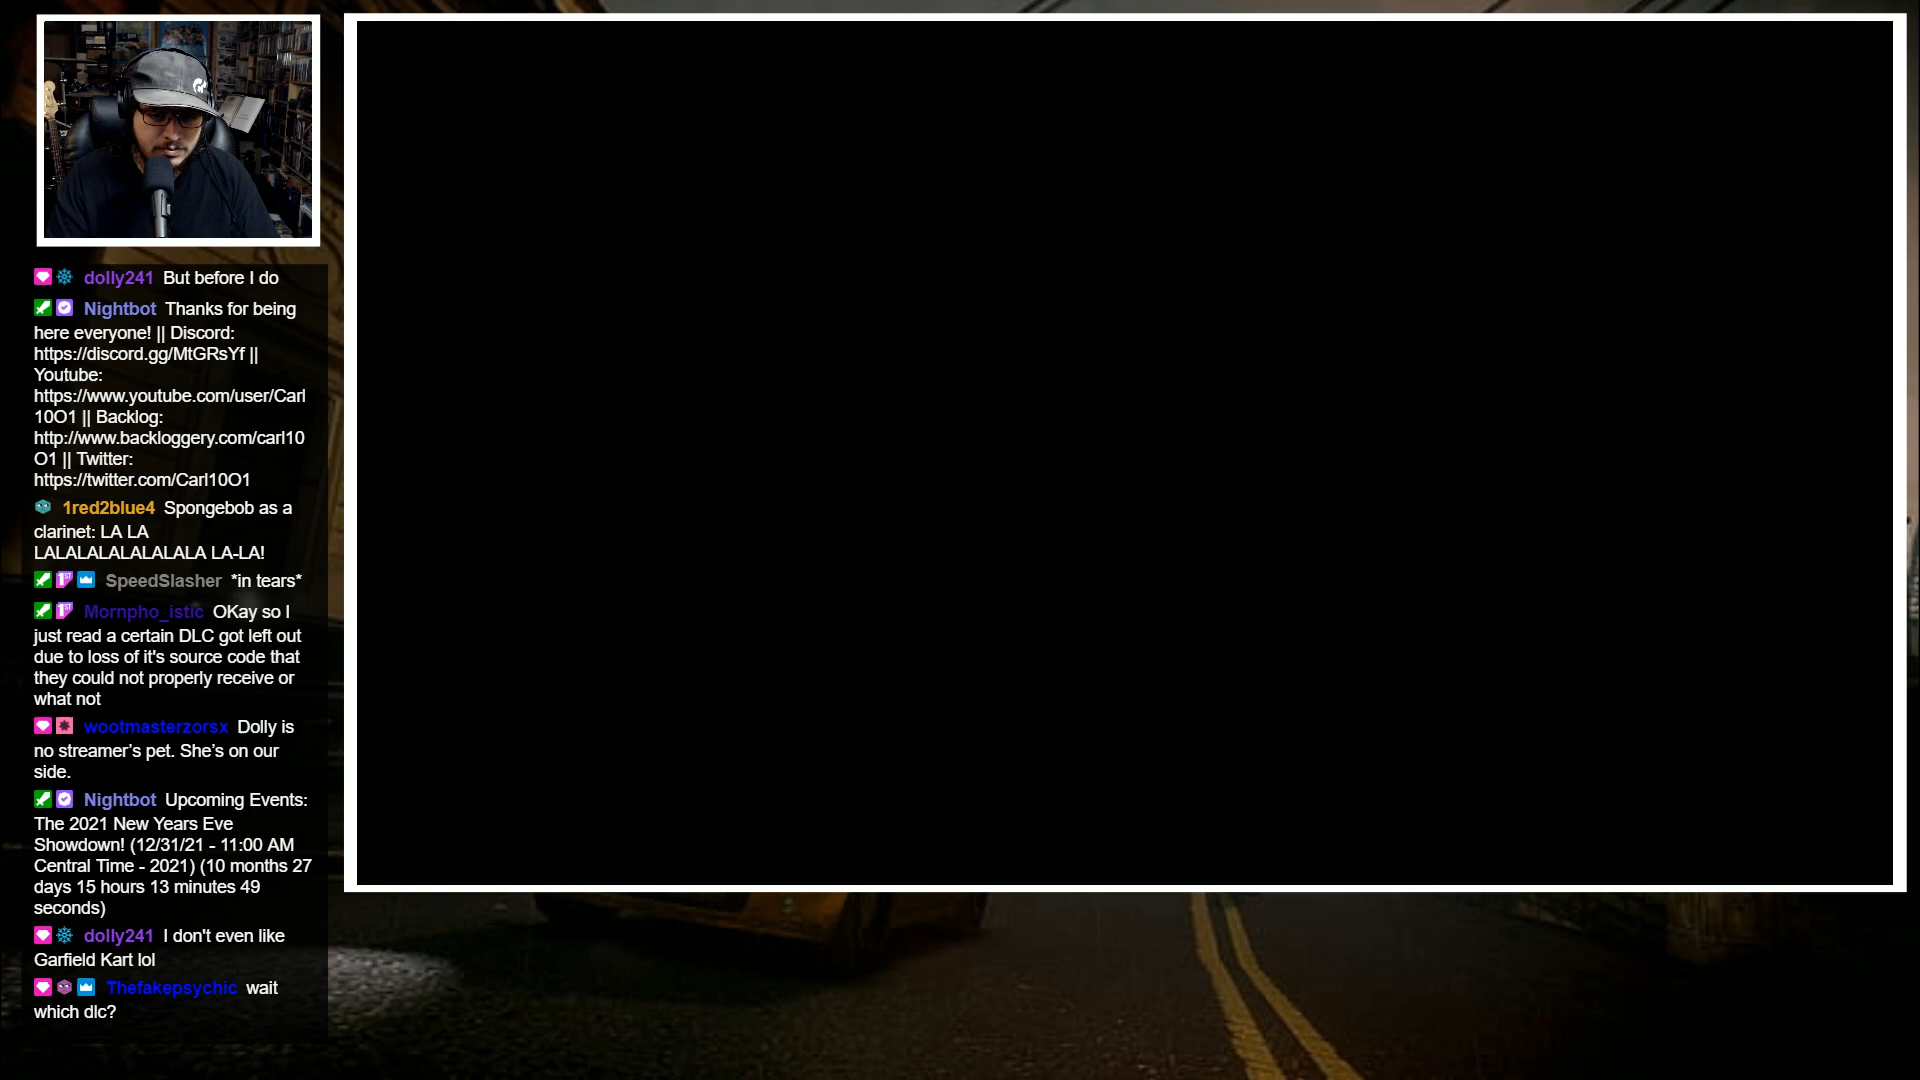 dolly241 But before I do
Nightbot Thanks for being
here everyone! || Discord:
https://discord.gg/MtGRsYf ||
Youtube:
https://www.youtube.com/user/Carl
10O1 || Backlog:
http://www.backloggery.com/carl10
O1 || Twitter:
https://twitter.com/Carl10O1
1red2blue4 Spongebob as a
clarinet: LA LA
LALALALALALALALA LA-LA!
SpeedSlasher *in tears*
Mornpho_istic OKay so I
just read a certain DLC got left out
due to loss of it's source code that
they could not properly receive or
what not
wootmasterzorsx Dolly is
no streamer’s pet. She’s on our
side.
Nightbot Upcoming Events:
The 2021 New Years Eve
Showdown! (12/31/21 - 11:00 AM
Central Time - 2021) (10 months 27
days 15 hours 13 minutes 49
seconds)
dolly241 I don't even like
Garfield Kart lol
Thefakepsychic wait
which dlc?